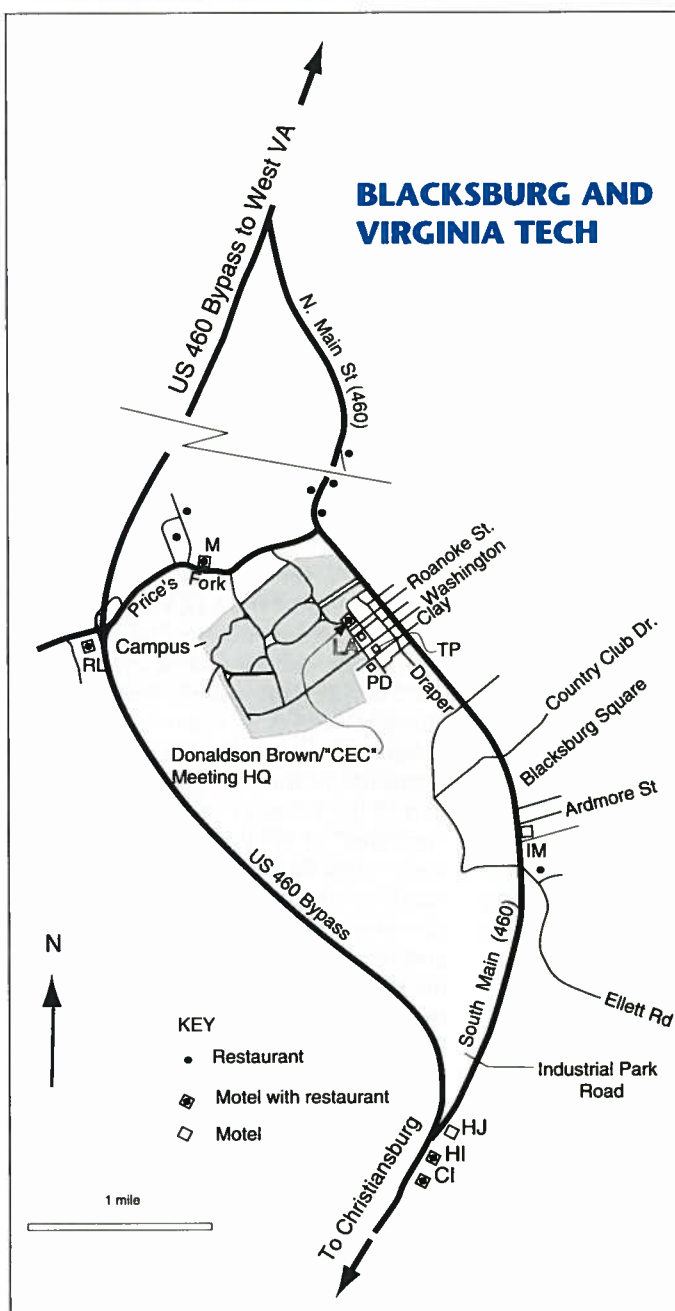 BLACKSBURG AND
VIRGINIA TECH
US 460 Bypass to West VA
N. Main St (460)
M
Price's Fork
Roanoke St.
Washington
Clay
Campus
LA
TP
RL
PD
Draper
Country Club Dr.
Blacksburg Square
Donaldson Brown/"CEC"
Meeting HQ
Ardmore St
IM
US 460 Bypass
N
South Main (460)
Ellett Rd
KEY
Restaurant
Industrial Park
Road
Motel with restaurant
Motel
HJ
HI
CI
To Christiansburg
1 mile